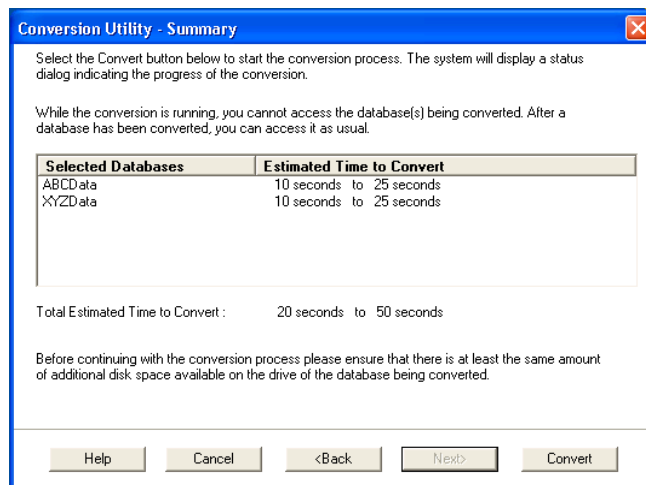 Conversion Utility - Summary
Select the Convert button below to start the conversion process. The system will display a status
dialog indicating the progress of the conversion.
While the conversion is running, you cannot access the database(s) being converted. After a
database has been converted, you can access it as usual.
Selected Databases Estimated Time to Convert
ABCData 10 seconds to 25 seconds
XYZData 10 seconds to 25 seconds
Total Estimated Time to Convert : 20 seconds to 50 seconds
Before continuing with the conversion process please ensure that there is at least the same amount
of additional disk space available on the drive of the database being converted.
Help Cancel <Back Next> Convert